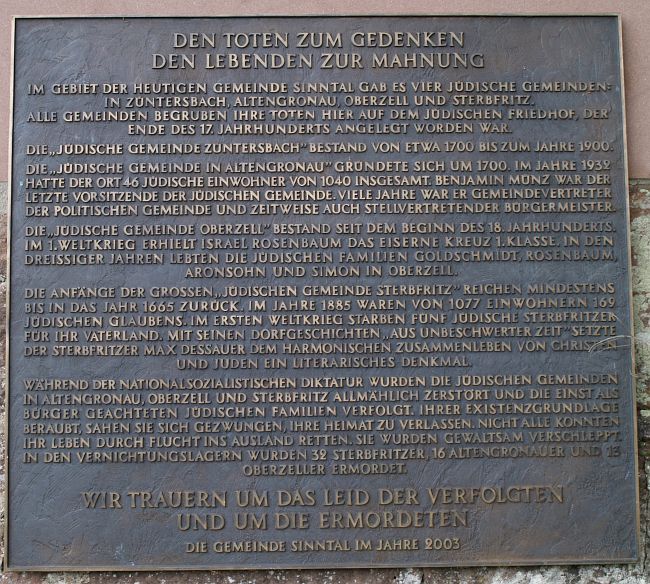 DEN TOTEN ZUM GEDENKEN
DEN LEBENDEN ZUR MAHNUNG
IM GEBIET DER HEUTIGEN GEMEINDE SINNTAL GAB ES VIER JÜDISCHE GEMEINDEN:
IN ZÜNTERSBACH, ALTENGRONAU, OBERZELL UND STERBFRITZ.
ALLE GEMEINDEN BEGRUBEN IHRE TOTEN HIER AUF DEM JÜDISCHEN FRIEDHOF, DER
ENDE DES 17. JAHRHUNDERTS ANGELEGT WORDEN WAR.
DIE „JÜDISCHE GEMEINDE ZÜNTERSBACH" BESTAND VON ETWA 1700 BIS ZUM JAHRE 1900.
DIE „JÜDISCHE GEMEINDE IN ALTENGRONAU" GRÜNDETE SICH UM 1700. IM JAHRE 1932
HATTE DER ORT 46 JÜDISCHE EINWOHNER VON 1040 INSGESAMT. BENJAMIN MÜNZ WAR DER
LETZTE VORSITZENDE DER JÜDISCHEN GEMEINDE. VIELE JAHRE WAR ER GEMEINDEVERTRETER
DER POLITISCHEN GEMEINDE UND ZEITWEISE AUCH STELLVERTRETENDER BÜRGERMEISTER.
DIE „JÜDISCHE GEMEINDE OBERZELL" BESTAND SEIT DEM BEGINN DES 18. JAHRHUNDERTS.
IM 1. WELTKRIEG ERHIELT ISRAEL ROSENBAUM DAS EISERNE KREUZ 1. KLASSE. IN DEN
DREISSIGER JAHREN LEBTEN DIE JÜDISCHEN FAMILIEN GOLDSCHMIDT, ROSENBAUM,
ARONSOHN UND SIMON IN OBERZELL.
DIE ANFÄNGE DER GROSSEN „JÜDISCHEN GEMEINDE STERBFRITZ" REICHEN MINDESTENS
BIS IN DAS JAHR 1665 ZURÜCK. IM JAHRE 1885 WAREN VON 1077 EINWOHNERN 169
JÜDISCHEN GLAUBENS. IM ERSTEN WELTKRIEG STARBEN FÜNF JÜDISCHE STERBFRITZER
FÜR IHR VATERLAND. MIT SEINEN DORFGESCHICHTEN „AUS UNBESCHWERTER ZEIT" SETZTE
DER STERBFRITZER MAX DESSAUER DEM HARMONISCHEN ZUSAMMENLEBEN VON CHRISTEN
UND JUDEN EIN LITERARISCHES DENKMAL.
WÄHREND DER NATIONALSOZIALISTISCHEN DIKTATUR WURDEN DIE JÜDISCHEN GEMEINDEN
IN ALTENGRONAU, OBERZELL UND STERBFRITZ ALLMÄHLICH ZERSTÖRT UND DIE EINST ALS
BÜRGER GEACHTETEN JÜDISCHEN FAMILIEN VERFOLGT. IHRER EXISTENZGRUNDLAGE
BERAUBT, SAHEN SIE SICH GEZWUNGEN, IHRE HEIMAT ZU VERLASSEN. NICHT ALLE KONNTEN
IHR LEBEN DURCH FLUCHT INS AUSLAND RETTEN. SIE WURDEN GEWALTSAM VERSCHLEPPT.
IN DEN VERNICHTUNGSLAGERN WURDEN 32 STERBFRITZER, 16 ALTENGRONAUER UND 13
OBERZELLER ERMORDET.
WIR TRAUERN UM DAS LEID DER VERFOLGTEN
UND UM DIE ERMORDETEN
DIE GEMEINDE SINNTAL IM JAHRE 2003